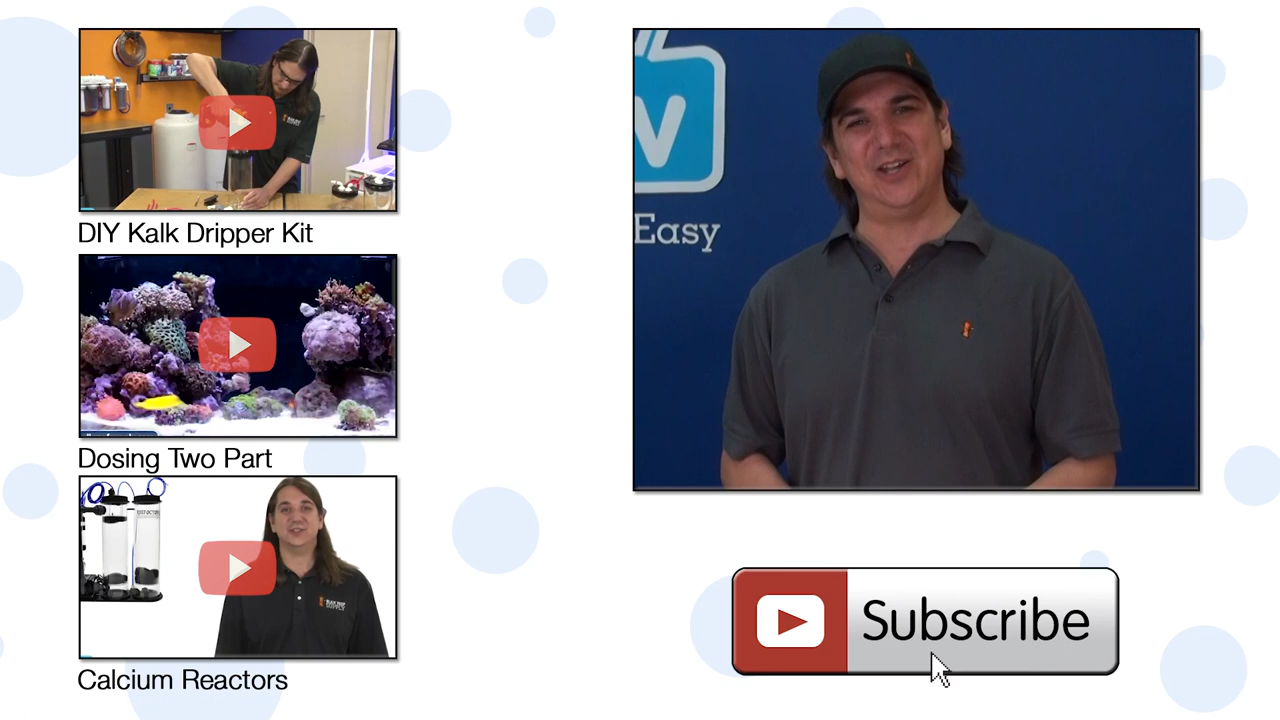 DIY Kalk Dripper Kit
Dosing Two Part
Calcium Reactors
V
Easy
Subscribe